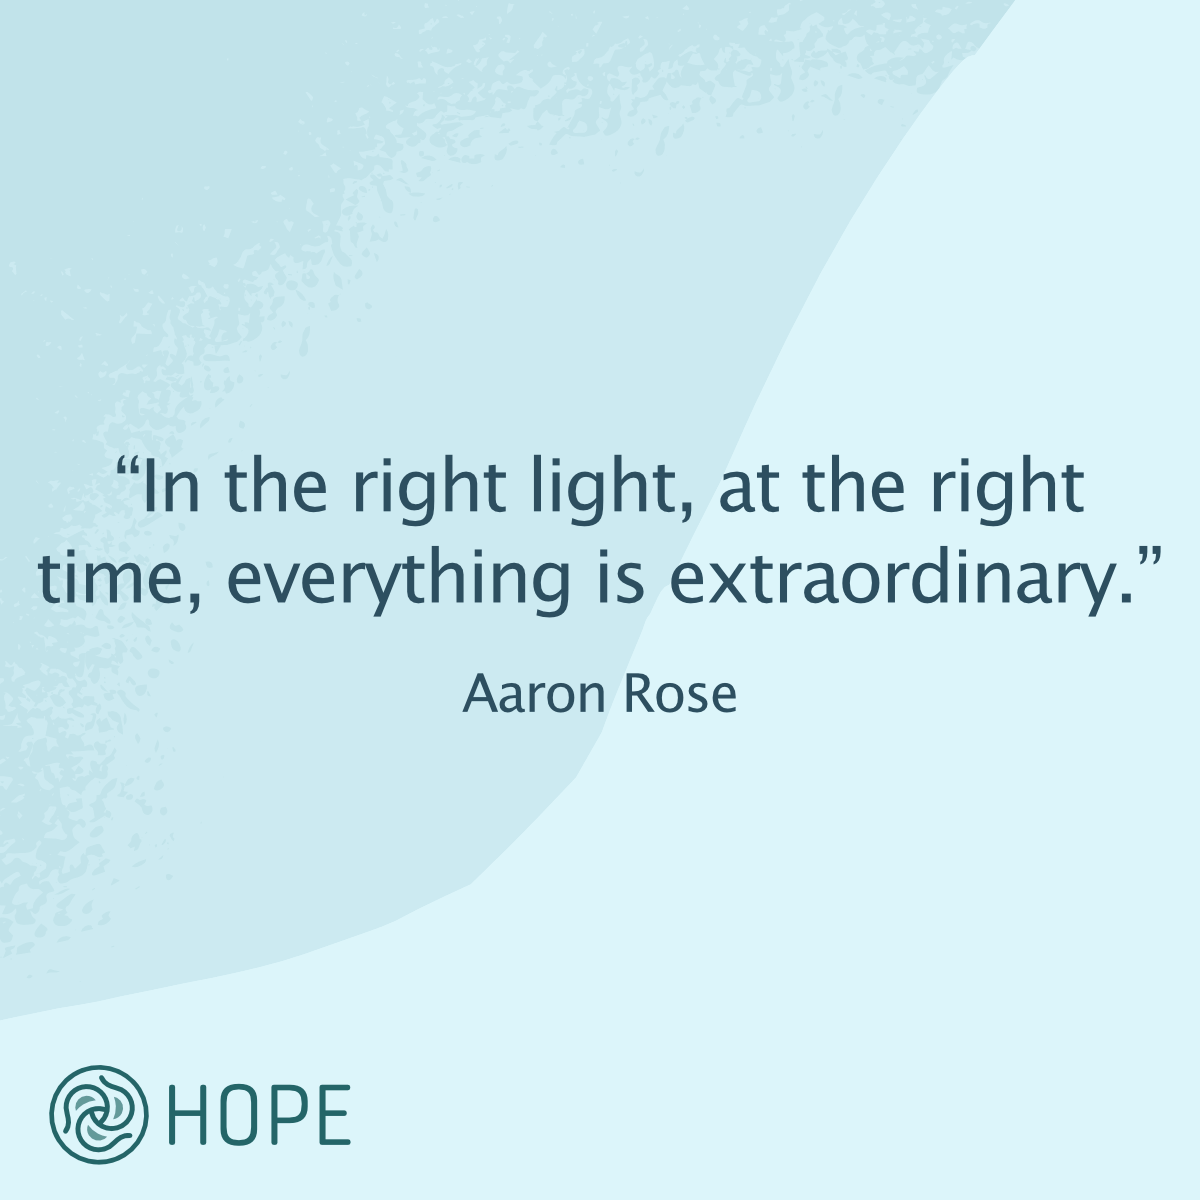 “In the right light, at the right
time, everything is extraordinary.”
Aaron Rose
HOPE